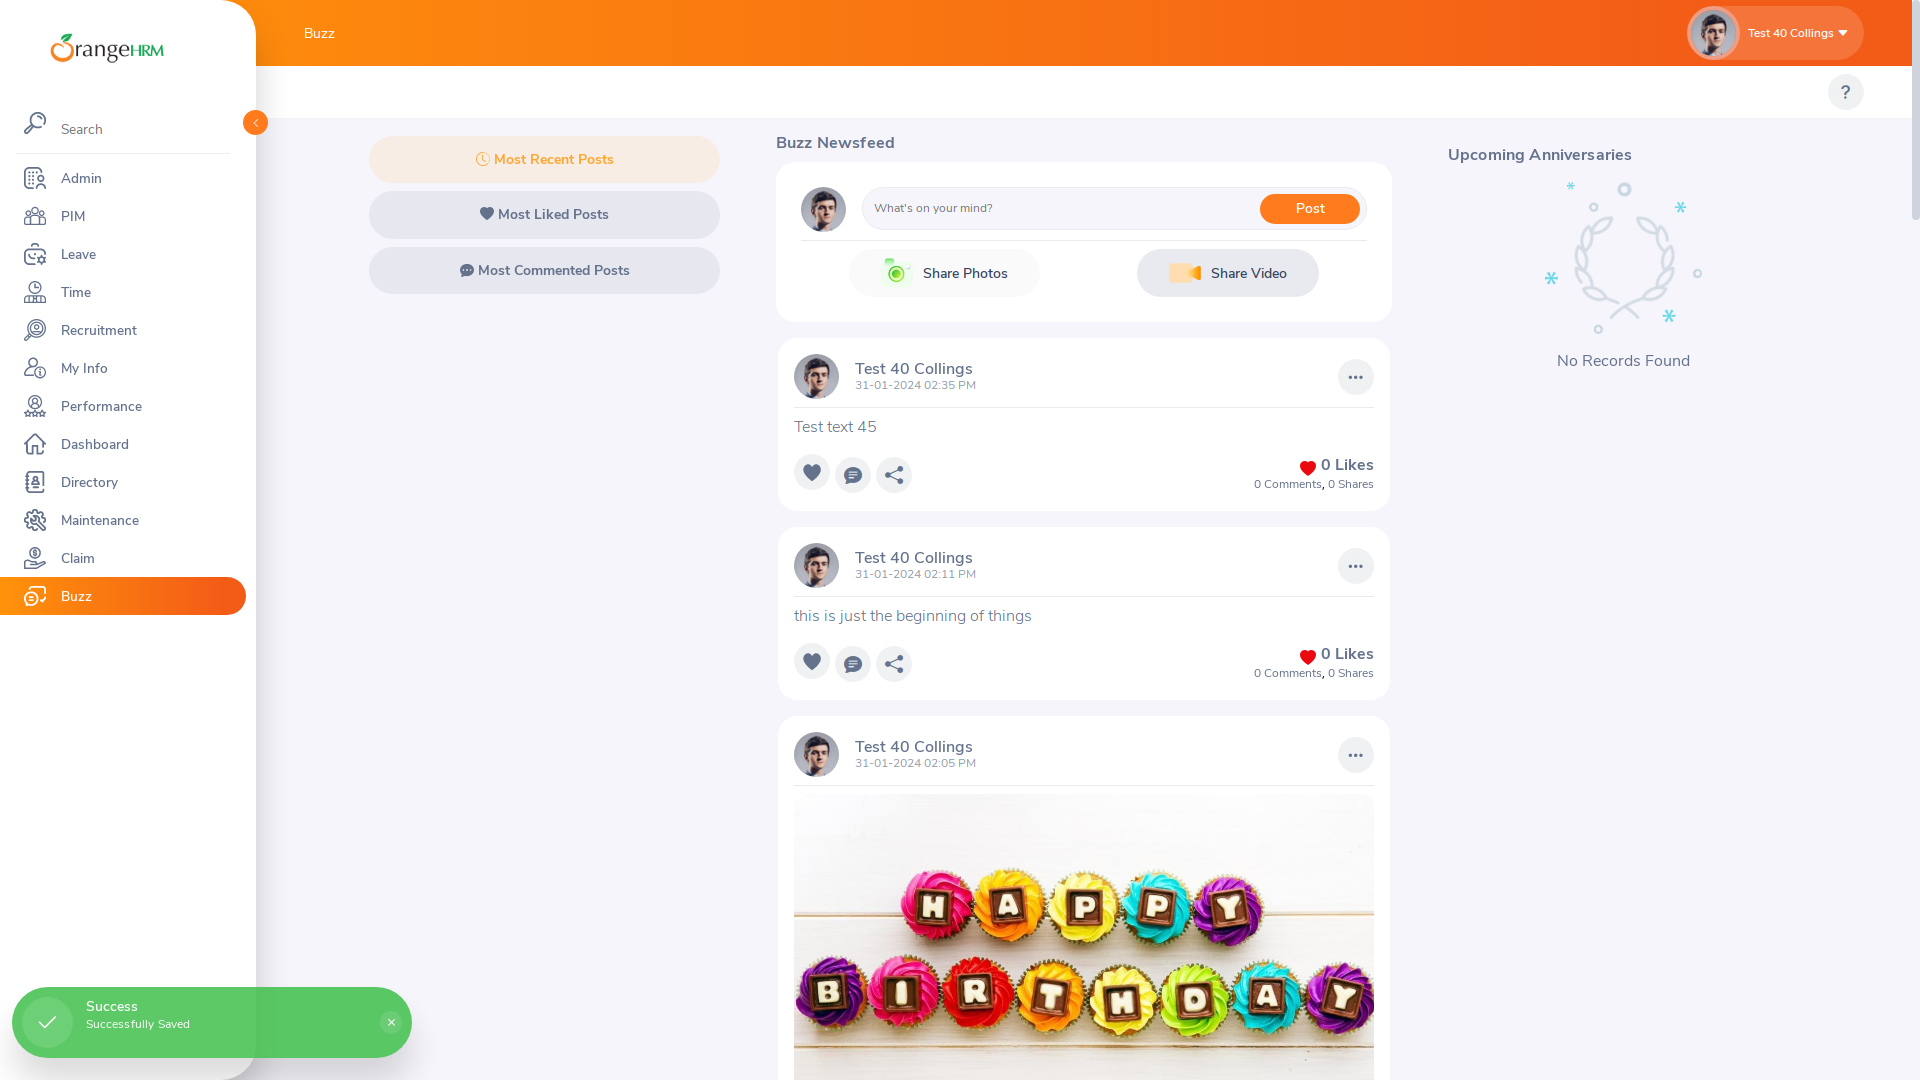 OrangeHRM
Search
Admin
PIM
Leave
Time
Recruitment
My Info
Performance
Dashboard
Directory
Maintenance
Claim
Buzz
Buzz
Test 40 Collings
?
Most Recent Posts
Most Liked Posts
Most Commented Posts
Buzz Newsfeed
What's on your mind?
Post
Share Photos
Share Video
Test 40 Collings
31-01-2024 02:35 PM
Test text 45
0 Likes
0 Comments, 0 Shares
Test 40 Collings
31-01-2024 02:11 PM
this is just the beginning of things
0 Likes
0 Comments, 0 Shares
Test 40 Collings
31-01-2024 02:05 PM
HAPPY
BIRTHDAY
Upcoming Anniversaries
No Records Found
Success
Successfully Saved
×